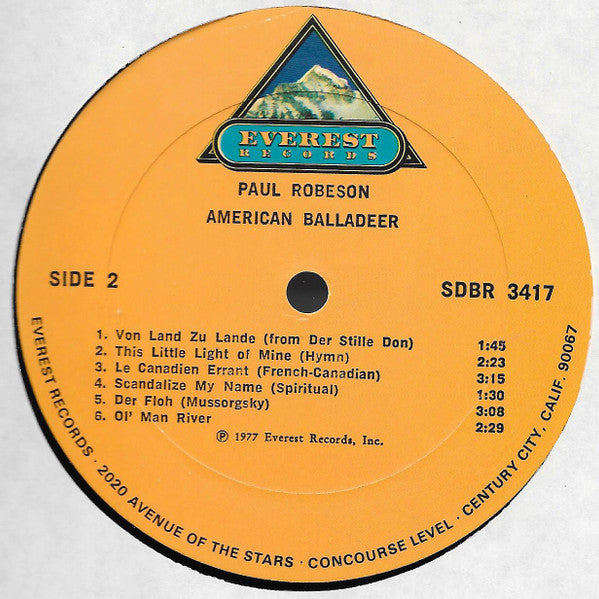 EVEREST
RECORDS
PAUL ROBESON
AMERICAN BALLADEER
SIDE 2
SDBR 3417
1. Von Land Zu Lande (from Der Stille Don) 1:45
2. This Little Light of Mine (Hymn) 2:23
3. Le Canadien Errant (French-Canadian) 3:15
4. Scandalize My Name (Spiritual) 1:30
5. Der Floh (Mussorgsky) 3:08
6. Ol' Man River 2:29
℗ 1977 Everest Records, Inc.
EVEREST RECORDS · 2020 AVENUE OF THE STARS · CONCOURSE LEVEL · CENTURY CITY, CALIF. 90067